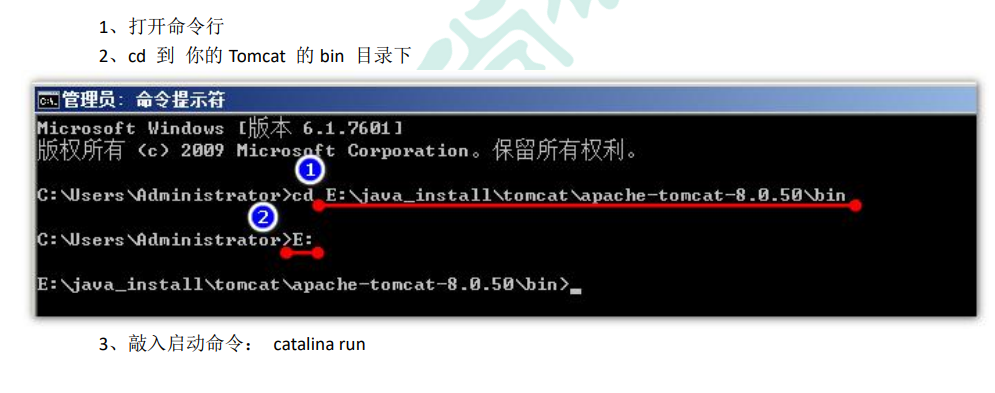 1、打开命令行
2、cd 到 你的 Tomcat 的 bin 目录下
C:\. 管理员: 命令提示符
Microsoft Windows [版本 6.1.7601]
版权所有 (c) 2009 Microsoft Corporation。保留所有权利。
1
C:\Users\Administrator>cd E:\java_install\tomcat\apache-tomcat-8.0.50\bin
2
C:\Users\Administrator>E:
E:\java_install\tomcat\apache-tomcat-8.0.50\bin>_
3、敲入启动命令： catalina run